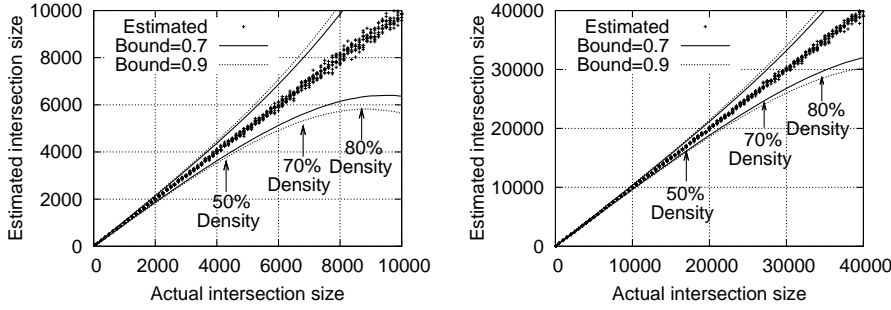 Estimated
Bound=0.7
Bound=0.9
Estimated intersection size
10000
8000
6000
4000
2000
0
50%
Density
70%
Density
80%
Density
0 2000 4000 6000 8000 10000
Actual intersection size
Estimated
Bound=0.7
Bound=0.9
Estimated intersection size
40000
30000
20000
10000
0
50%
Density
70%
Density
80%
Density
0 10000 20000 30000 40000
Actual intersection size